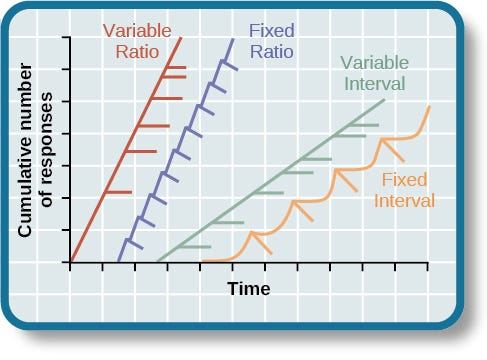 Variable
Ratio
Fixed
Ratio
Variable
Interval
Fixed
Interval
Cumulative number
of responses
Time